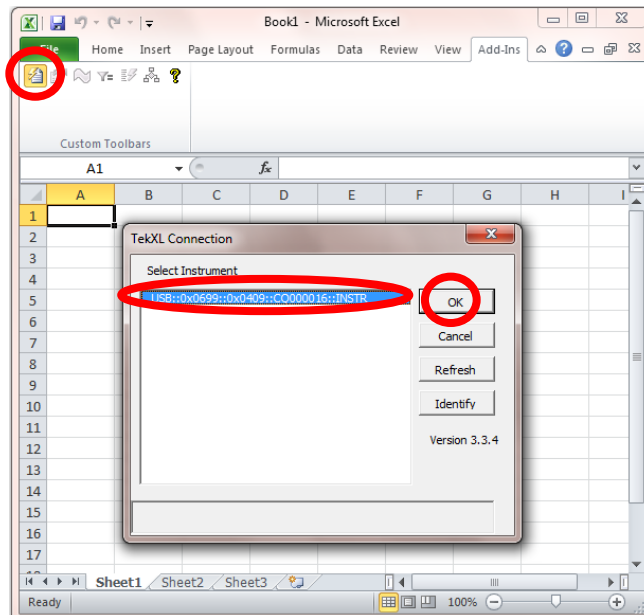 Book1 - Microsoft Excel
File Home Insert Page Layout Formulas Data Review View Add-Ins
Custom Toolbars
A1 fx
A B C D E F G H I
1
2
TekXL Connection
3
Select Instrument
4
5
USB::0x0699::0x0409::CQ000016::INSTR
OK
6
7
Cancel
8
Refresh
9
10
Identify
11
12
Version 3.3.4
13
14
15
16
17
Sheet1 Sheet2 Sheet3
Ready 100%